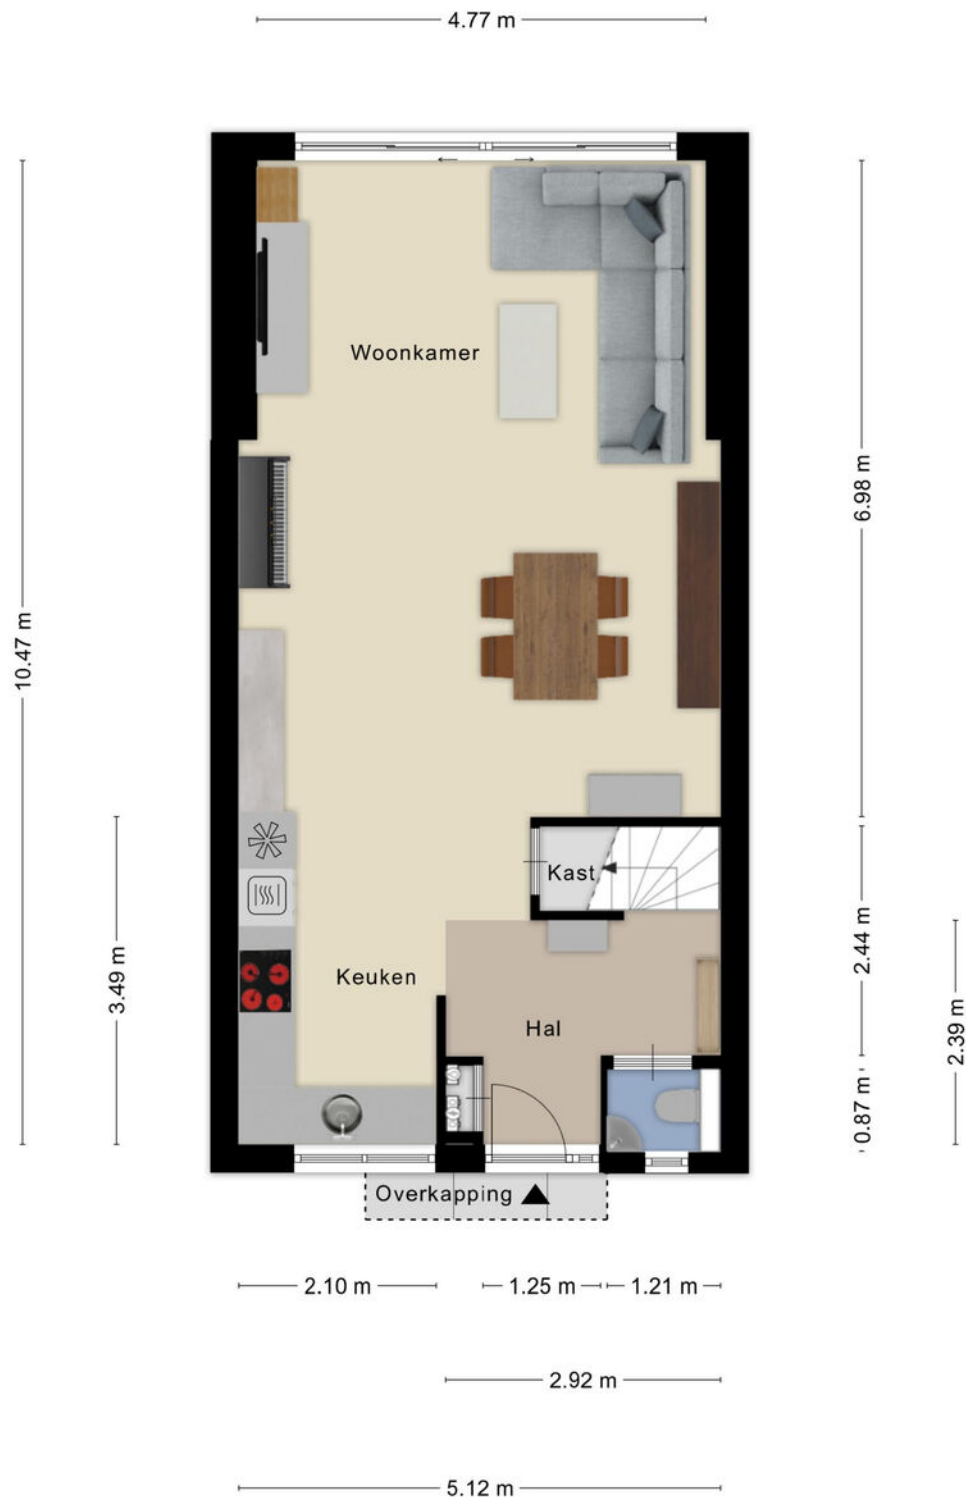 4.77 m
Woonkamer
6.98 m
10.47 m
Kast
2.44 m
3.49 m
Keuken
Hal
2.39 m
0.87 m
Overkapping
2.10 m
1.25 m
1.21 m
2.92 m
5.12 m